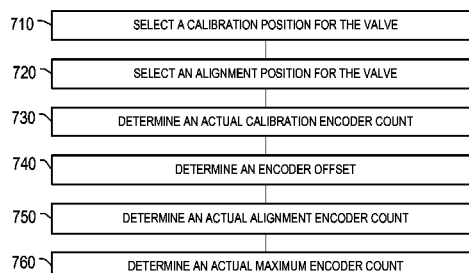 710 SELECT A CALIBRATION POSITION FOR THE VALVE
720 SELECT AN ALIGNMENT POSITION FOR THE VALVE
730 DETERMINE AN ACTUAL CALIBRATION ENCODER COUNT
740 DETERMINE AN ENCODER OFFSET
750 DETERMINE AN ACTUAL ALIGNMENT ENCODER COUNT
760 DETERMINE AN ACTUAL MAXIMUM ENCODER COUNT